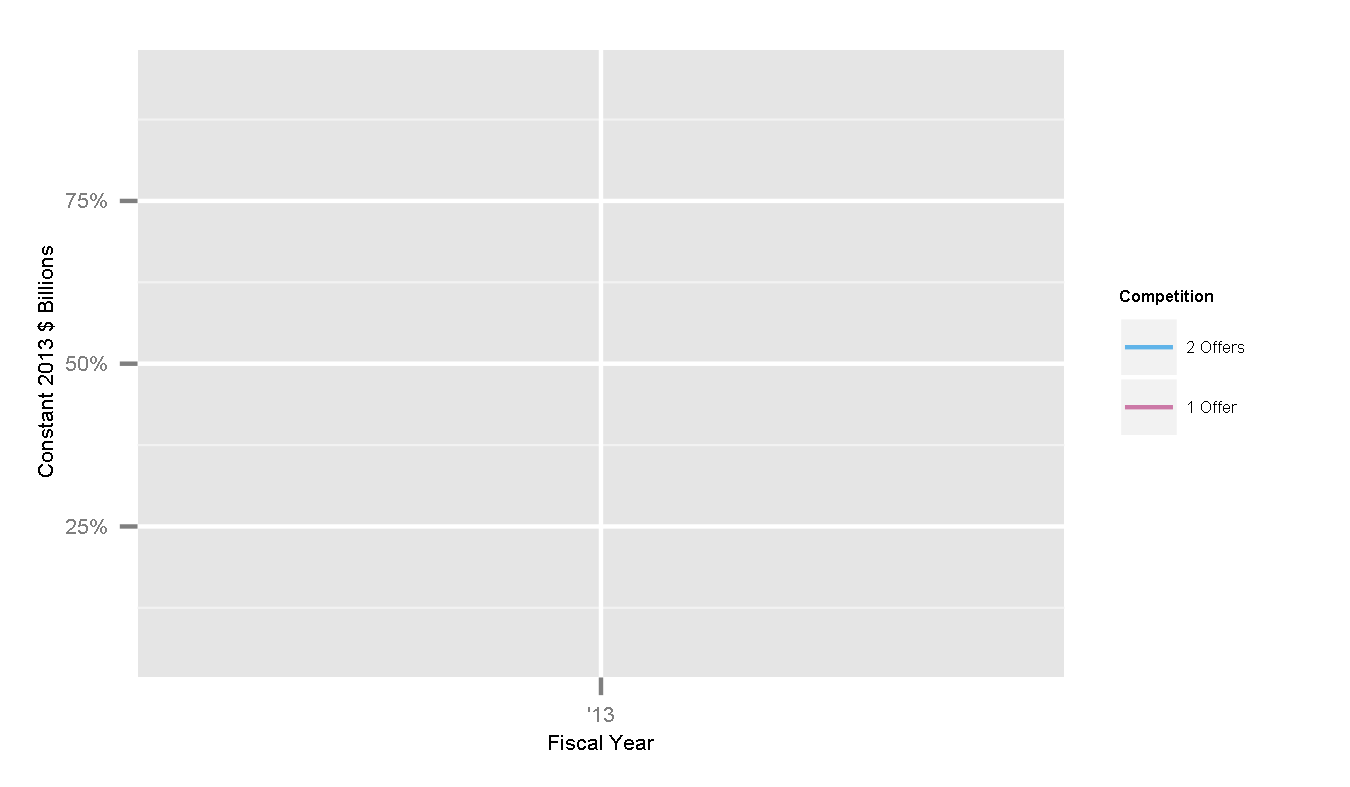 75%
50%
25%
Constant 2013 $ Billions
'13
Fiscal Year
Competition
2 Offers
1 Offer